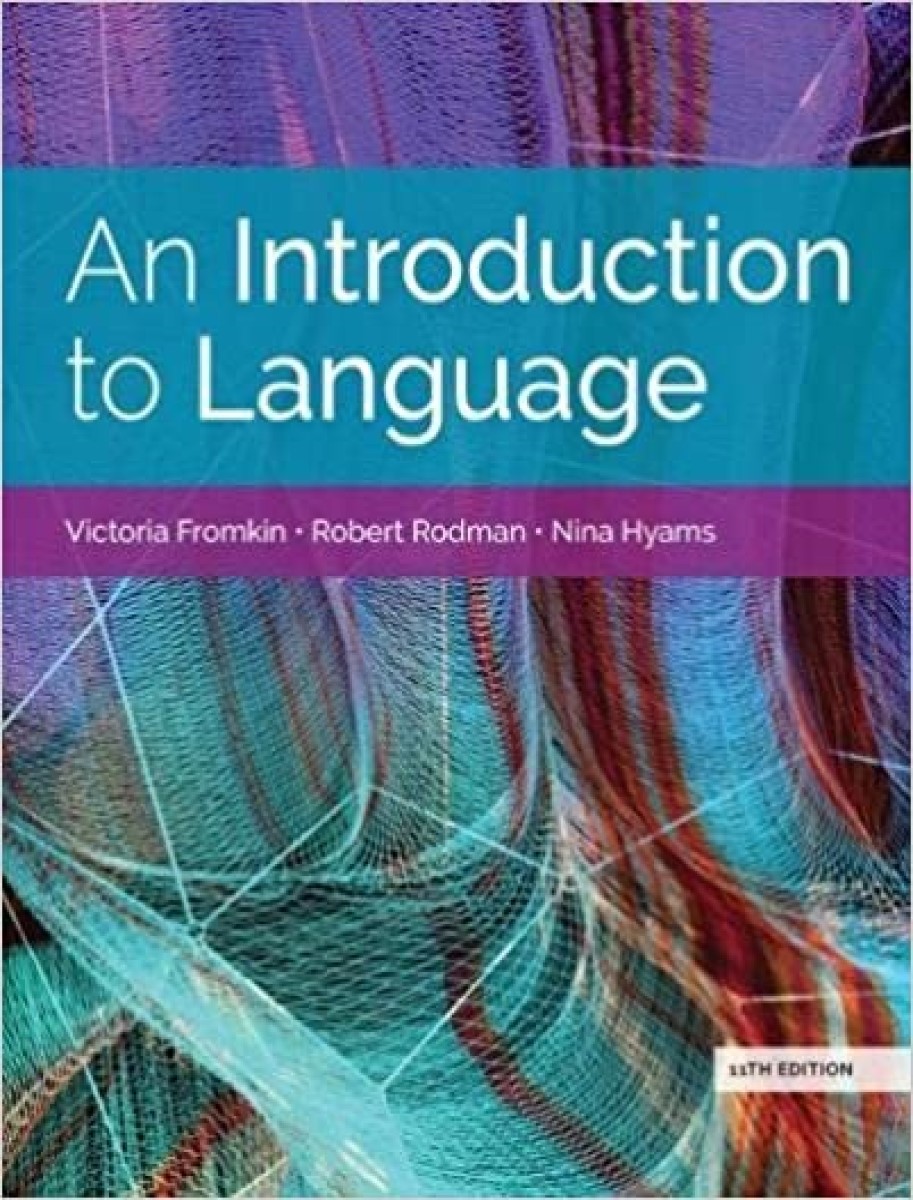 An Introduction
to Language
Victoria Fromkin • Robert Rodman • Nina Hyams
11TH EDITION